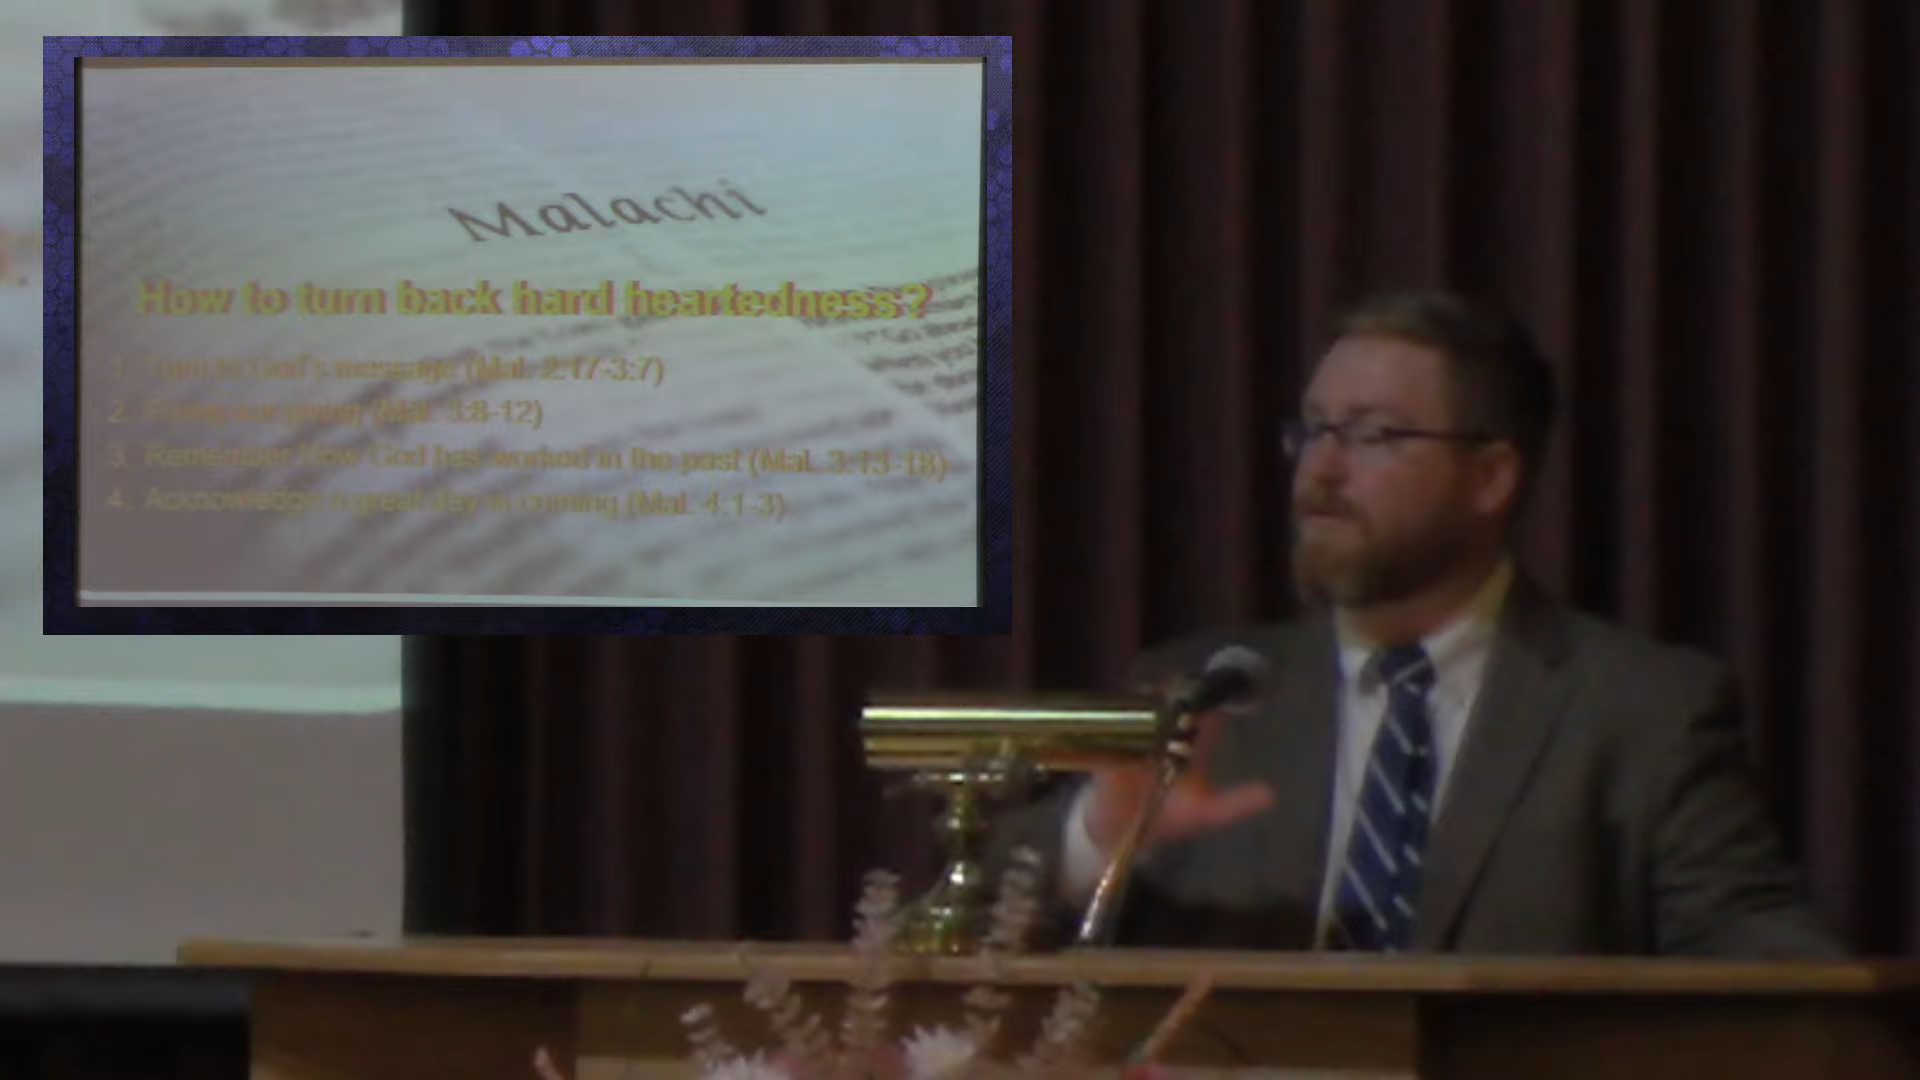 Malachi
How to turn back hard heartedness?
1. Turn to God's message (Mal. 2:17-3:7)
2. giving (Mal. 3:8-12)
3. Remember How God has worked in the past (Mal. 3:13-18)
4. Acknowledge a great day is coming (Mal. 4:1-3).